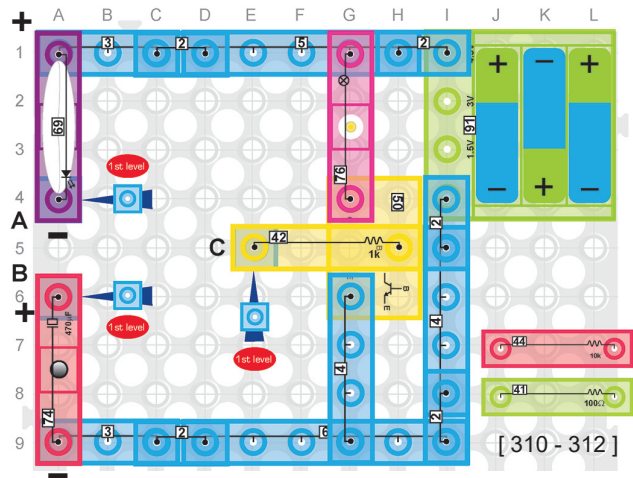 +
A B C D E F G H I J K L
1 3 2 5 2
+ − +
2 3V
69 91
3 1.5V
76
1st level
50
4 − + −
2
A
−
C 42
5 1k
B
B
6
+
E
470µF
1st level
7 1st level 4 44 10k
4
8 41 100Ω
74 2
9 3 2 6
[ 310 - 312 ]
−